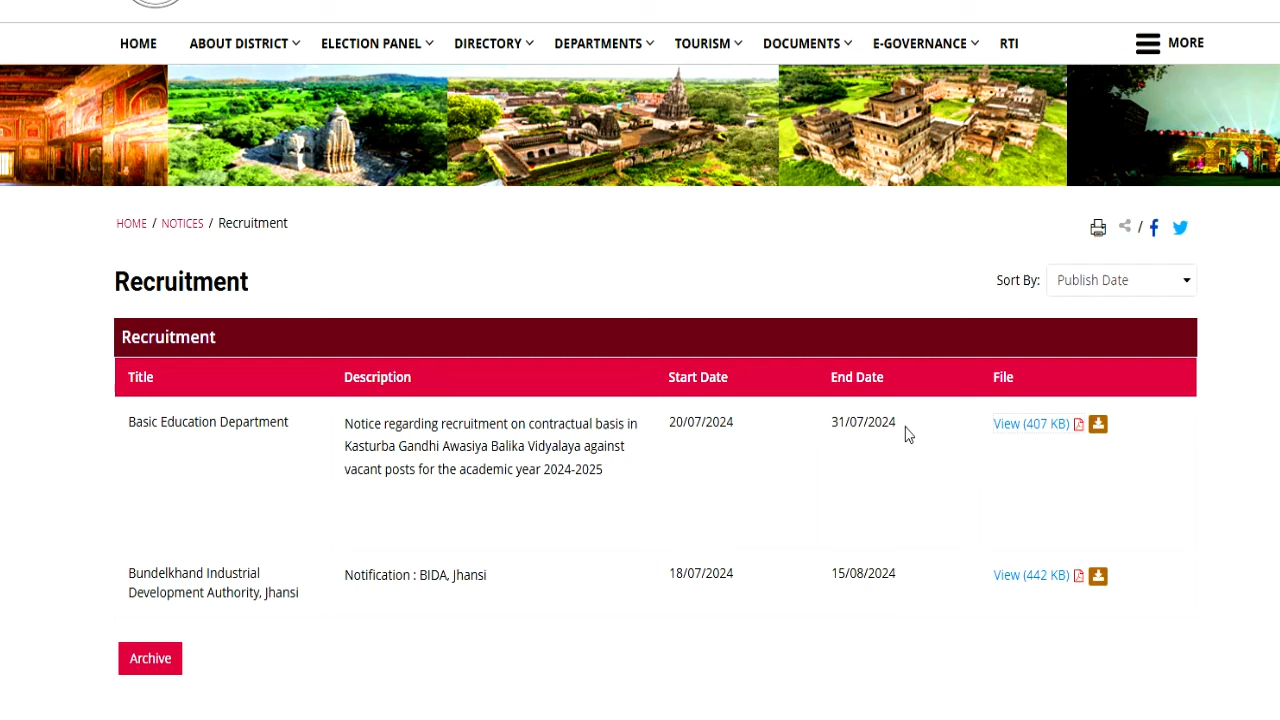 HOME ABOUT DISTRICT ELECTION PANEL DIRECTORY DEPARTMENTS TOURISM DOCUMENTS E-GOVERNANCE RTI MORE
HOME / NOTICES / Recruitment
Recruitment
Sort By: Publish Date
Recruitment
Title Description Start Date End Date File
Basic Education Department Notice regarding recruitment on contractual basis in 20/07/2024 31/07/2024 View (407 KB)
Kasturba Gandhi Awasiya Balika Vidyalaya against
vacant posts for the academic year 2024-2025
Bundelkhand Industrial Notification : BIDA, Jhansi 18/07/2024 15/08/2024 View (442 KB)
Development Authority, Jhansi
Archive